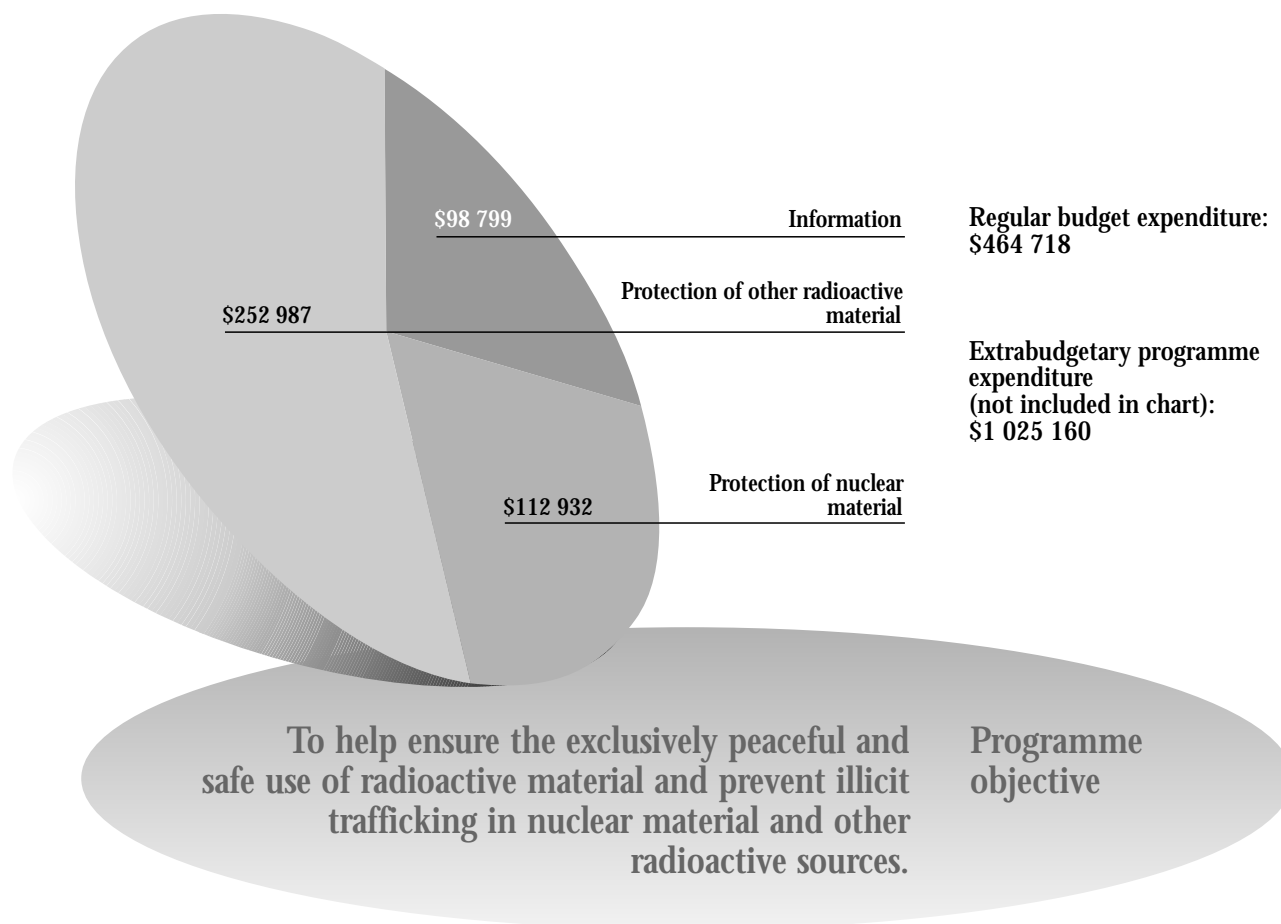 $98 799
Information
Regular budget expenditure:
$464 718
$252 987
Protection of other radioactive
material
Extrabudgetary programme
expenditure
(not included in chart):
$1 025 160
$112 932
Protection of nuclear
material
To help ensure the exclusively peaceful and
safe use of radioactive material and prevent illicit
trafficking in nuclear material and other
radioactive sources.
Programme
objective